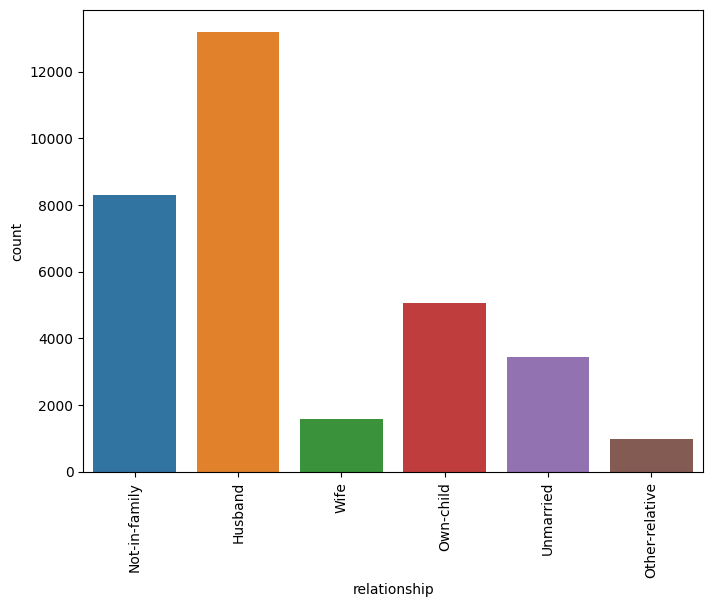 count
12000
10000
8000
6000
4000
2000
0
Not-in-family
Husband
Wife
Own-child
Unmarried
Other-relative
relationship